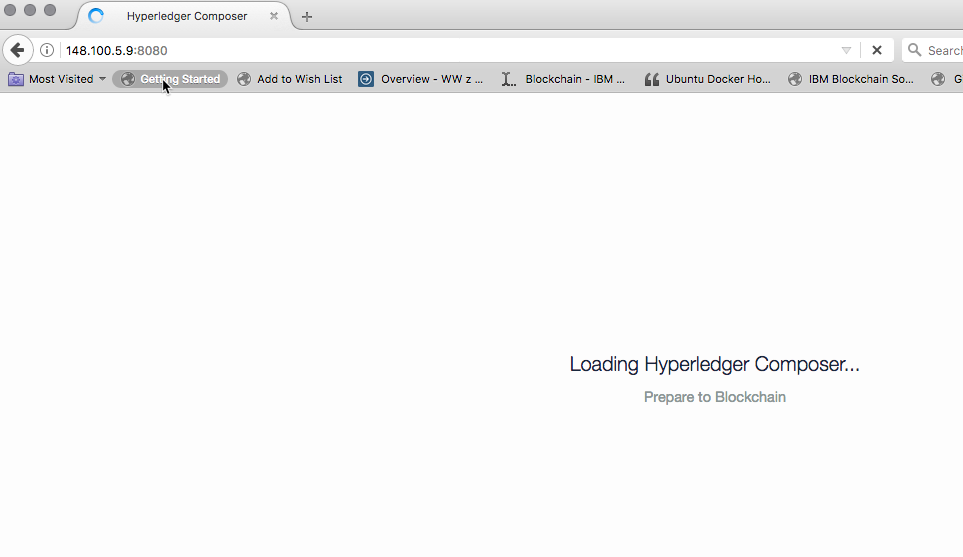 Hyperledger Composer
148.100.5.9:8080
Search
Most Visited Getting Started Add to Wish List Overview - WW z ... Blockchain - IBM ... Ubuntu Docker Ho... IBM Blockchain So... G
Loading Hyperledger Composer...
Prepare to Blockchain